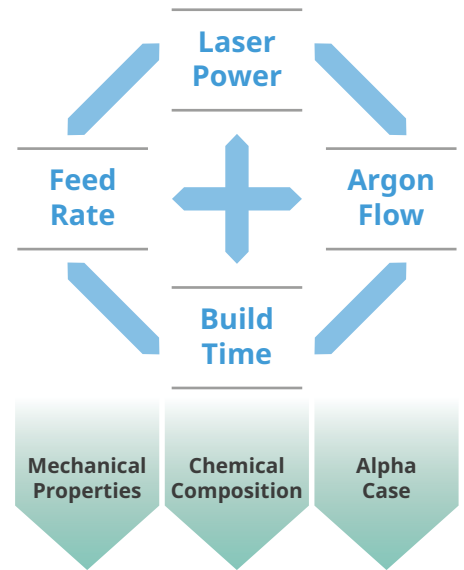 Laser
Power
Feed
Rate
Argon
Flow
Build
Time
Mechanical
Properties
Chemical
Composition
Alpha
Case